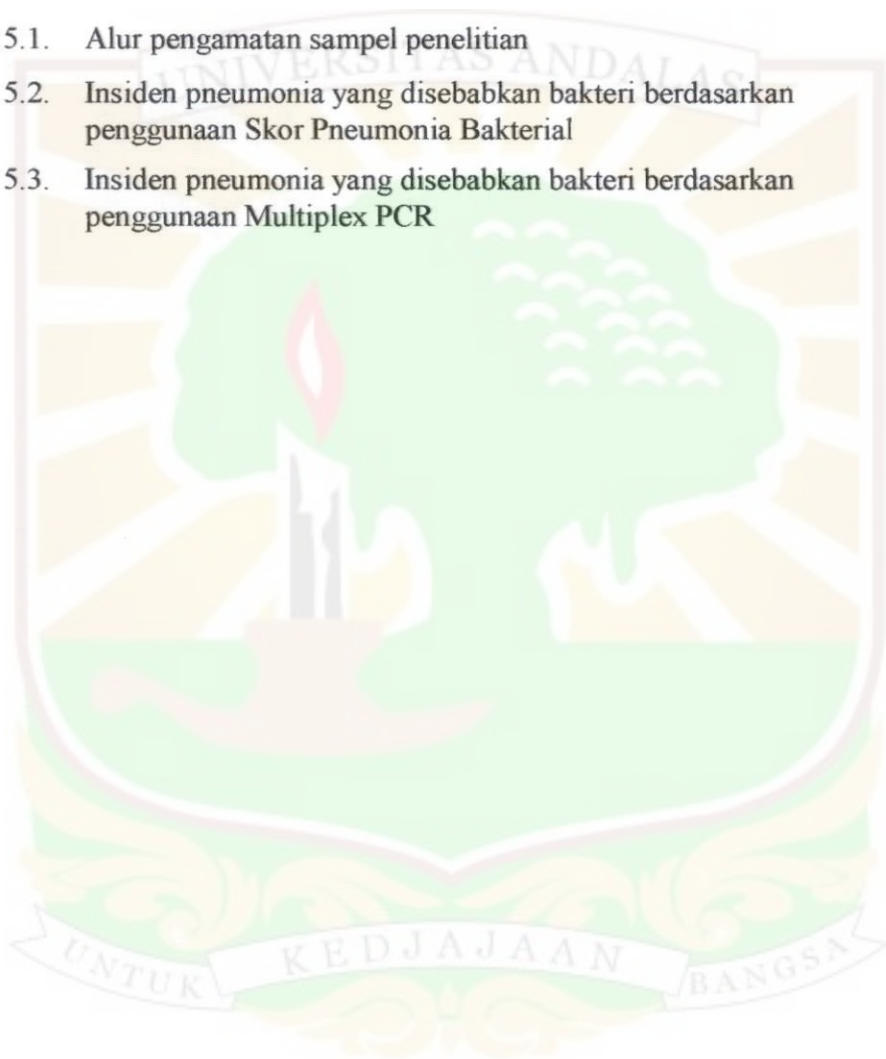 5.1. Alur pengamatan sampel penelitian
UNIVERSITAS ANDALAS
5.2. Insiden pneumonia yang disebabkan bakteri berdasarkan
penggunaan Skor Pneumonia Bakterial
5.3. Insiden pneumonia yang disebabkan bakteri berdasarkan
penggunaan Multiplex PCR
UNTUK KEDJAJAAN BANGSA